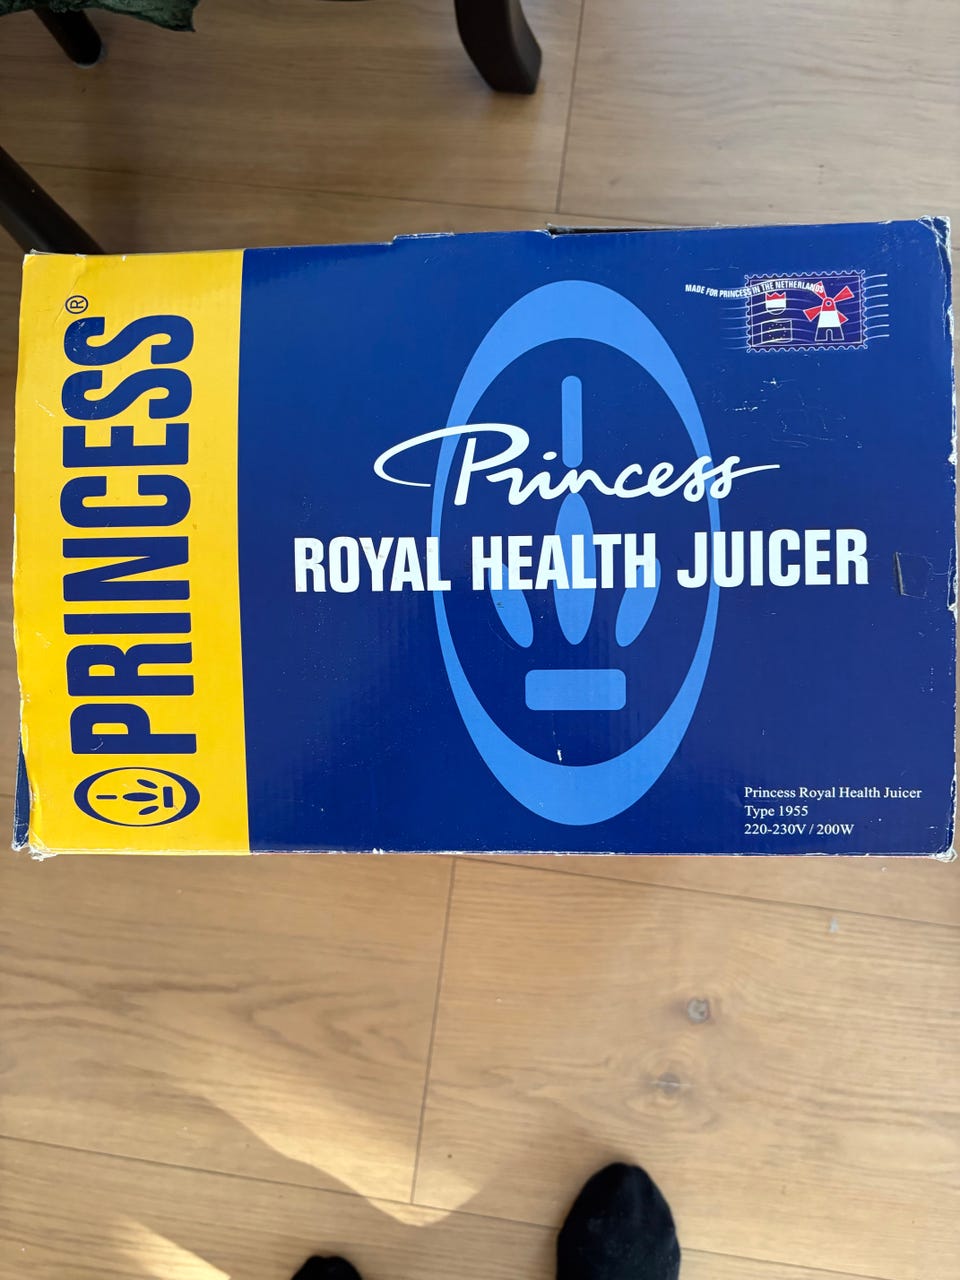 PRINCESS®
MADE FOR PRINCESS IN THE NETHERLANDS
Princess
ROYAL HEALTH JUICER
Princess Royal Health Juicer
Type 1955
220-230V / 200W